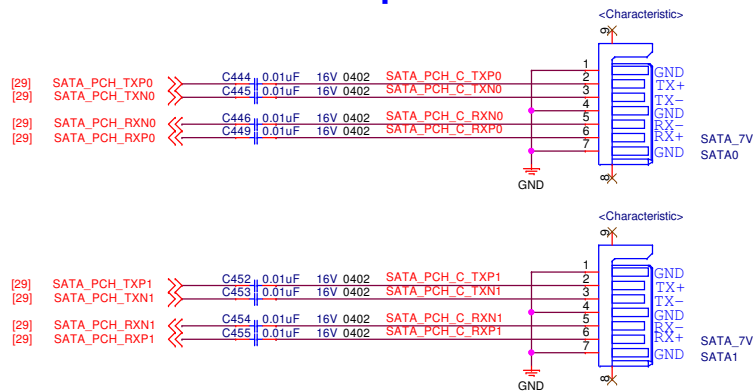 <Characteristic>
9
1 GND
[29] SATA_PCH_TXP0 C444 0.01uF 16V 0402 SATA_PCH_C_TXP0 2 TX+
[29] SATA_PCH_TXN0 C445 0.01uF 16V 0402 SATA_PCH_C_TXN0 3 TX-
4 GND
[29] SATA_PCH_RXN0 C446 0.01uF 16V 0402 SATA_PCH_C_RXN0 5 RX-
[29] SATA_PCH_RXP0 C449 0.01uF 16V 0402 SATA_PCH_C_RXP0 6 RX+ SATA_7V
7 GND SATA0
8
GND
<Characteristic>
9
1 GND
[29] SATA_PCH_TXP1 C452 0.01uF 16V 0402 SATA_PCH_C_TXP1 2 TX+
[29] SATA_PCH_TXN1 C453 0.01uF 16V 0402 SATA_PCH_C_TXN1 3 TX-
4 GND
[29] SATA_PCH_RXN1 C454 0.01uF 16V 0402 SATA_PCH_C_RXN1 5 RX-
[29] SATA_PCH_RXP1 C455 0.01uF 16V 0402 SATA_PCH_C_RXP1 6 RX+ SATA_7V
7 GND SATA1
8
GND